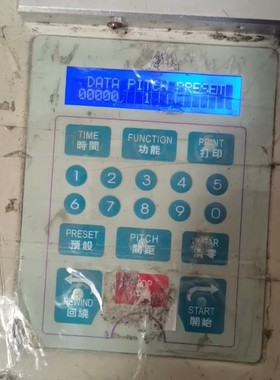 DATA PITCH PRESET
00000 1
TIME FUNCTION PRINT
時間 功能 打印
1 2 3 4 5
6 7 8 9 0
PRESET PITCH
預設 間距 清零
REWIND START
回繞 開始